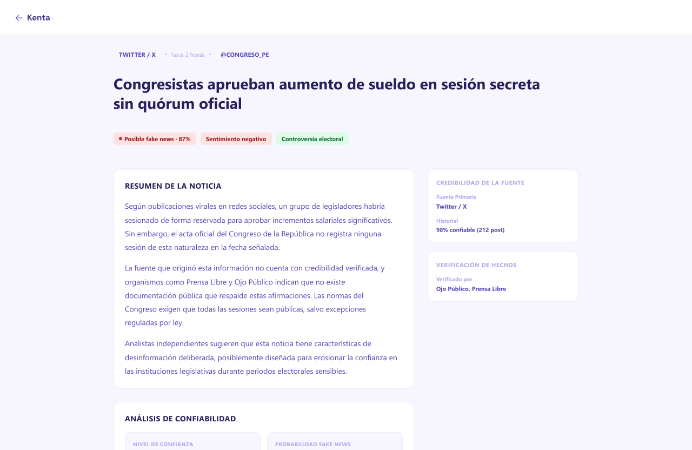 ← Kenta
TWITTER / X • hace 2 horas • @CONGRESO_PE
Congresistas aprueban aumento de sueldo en sesión secreta
sin quórum oficial
Posible fake news · 87% Sentimiento negativo Controversia electoral
RESUMEN DE LA NOTICIA
Según publicaciones virales en redes sociales, un grupo de legisladores habría
sesionado de forma reservada para aprobar incrementos salariales significativos.
Sin embargo, el acta oficial del Congreso de la República no registra ninguna
sesión de esta naturaleza en la fecha señalada.
La fuente que originó esta información no cuenta con credibilidad verificada, y
organismos como Prensa Libre y Ojo Público indican que no existe
documentación pública que respalde estas afirmaciones. Las normas del
Congreso exigen que todas las sesiones sean públicas, salvo excepciones
reguladas por ley.
Analistas independientes sugieren que esta noticia tiene características de
desinformación deliberada, posiblemente diseñada para erosionar la confianza en
las instituciones legislativas durante periodos electorales sensibles.
CREDIBILIDAD DE LA FUENTE
Fuente Primaria
Twitter / X
Historial
98% confiable (212 post)
VERIFICACIÓN DE HECHOS
Verificado por
Ojo Público, Prensa Libre
ANÁLISIS DE CONFIABILIDAD
NIVEL DE CONFIANZA PROBABILIDAD FAKE NEWS